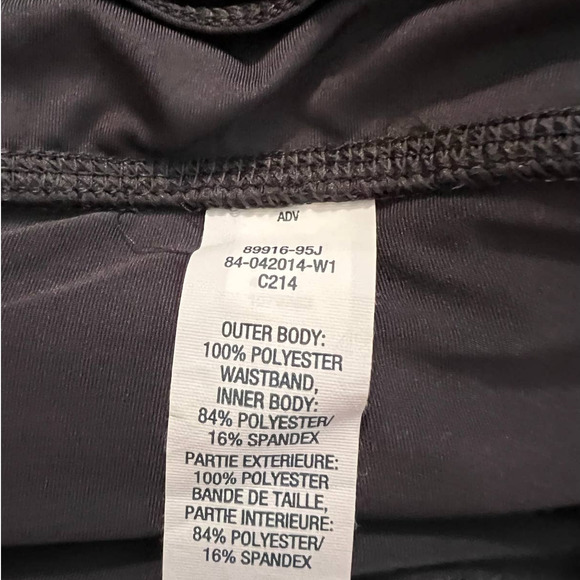 ADV
89916-95J
84-042014-W1
C214
OUTER BODY:
100% POLYESTER
WAISTBAND,
INNER BODY:
84% POLYESTER/
16% SPANDEX
PARTIE EXTERIEURE:
100% POLYESTER
BANDE DE TAILLE,
PARTIE INTERIEURE:
84% POLYESTER/
16% SPANDEX